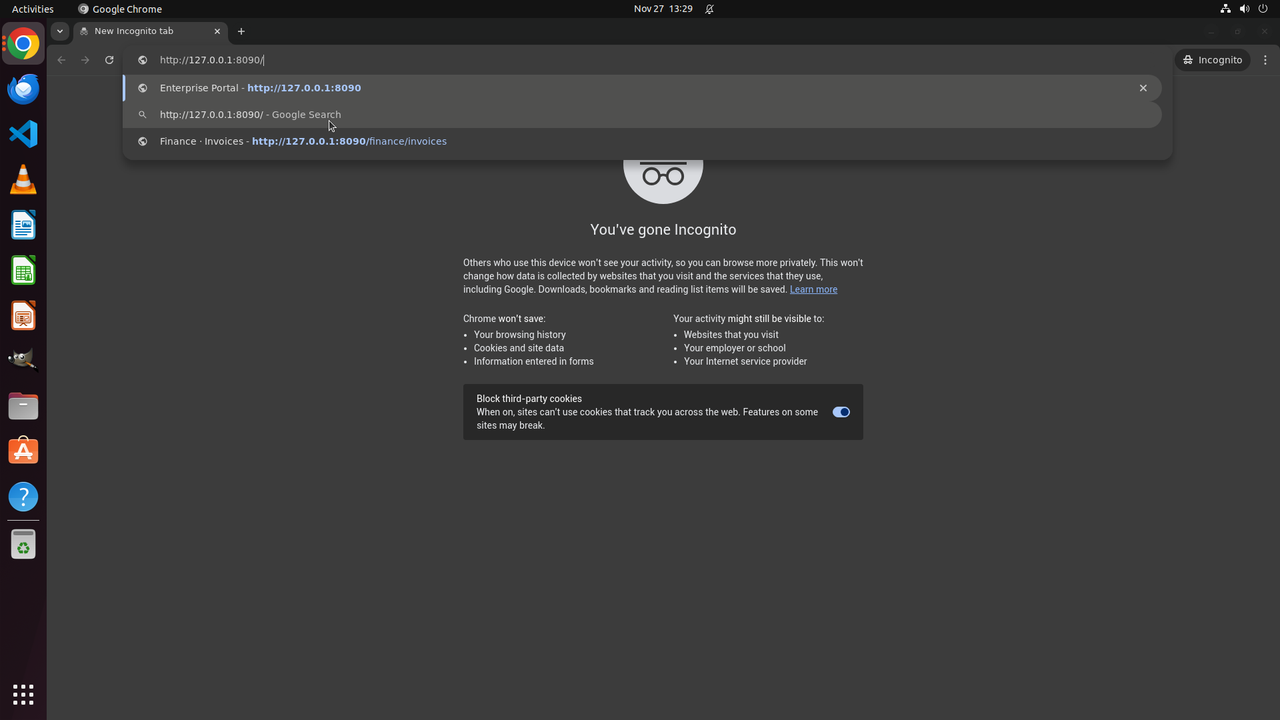 Activities
Google Chrome
Nov 27 13:29
New Incognito tab
http://127.0.0.1:8090/
Incognito
Enterprise Portal - http://127.0.0.1:8090
http://127.0.0.1:8090/ - Google Search
Finance · Invoices - http://127.0.0.1:8090/finance/invoices
You've gone Incognito
Others who use this device won't see your activity, so you can browse more privately. This won't
change how data is collected by websites that you visit and the services that they use,
including Google. Downloads, bookmarks and reading list items will be saved. Learn more
Chrome won't save:
• Your browsing history
• Cookies and site data
• Information entered in forms
Your activity might still be visible to:
• Websites that you visit
• Your employer or school
• Your Internet service provider
Block third-party cookies
When on, sites can't use cookies that track you across the web. Features on some
sites may break.